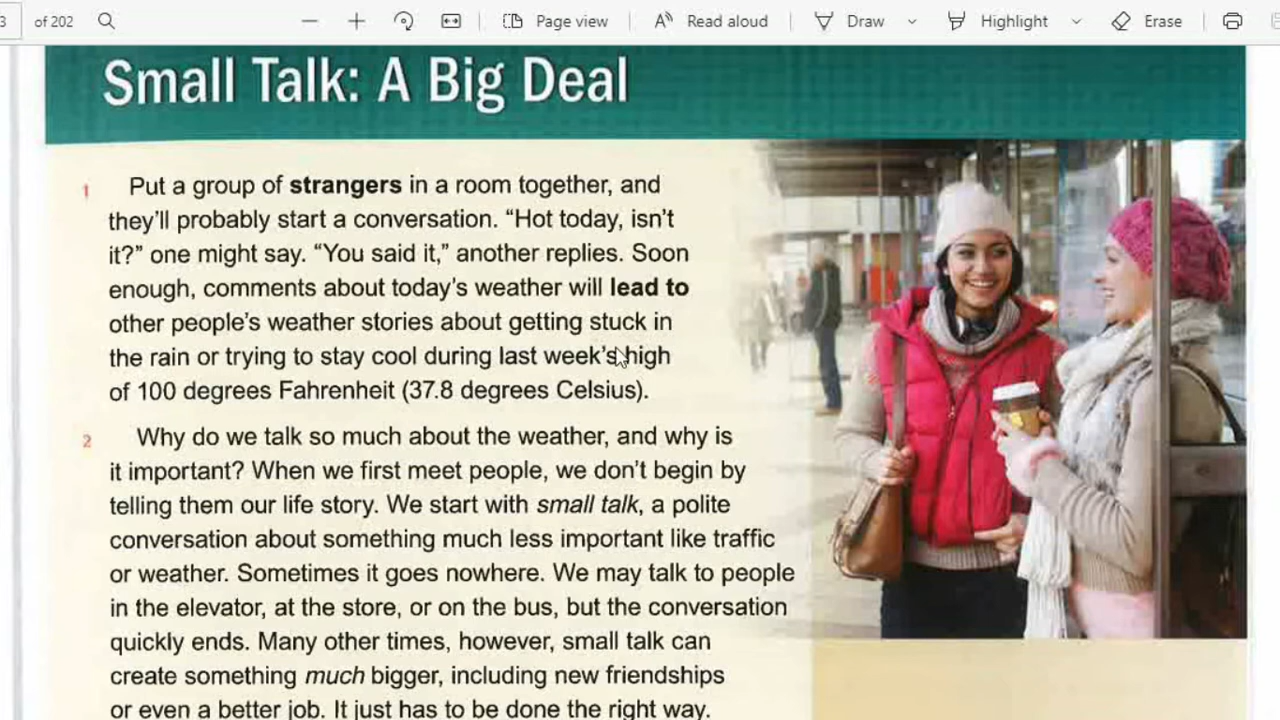 3 of 202 Page view Read aloud Draw Highlight Erase
Small Talk: A Big Deal
1 Put a group of strangers in a room together, and
they'll probably start a conversation. “Hot today, isn't
it?” one might say. “You said it,” another replies. Soon
enough, comments about today's weather will lead to
other people's weather stories about getting stuck in
the rain or trying to stay cool during last week's high
of 100 degrees Fahrenheit (37.8 degrees Celsius).
2 Why do we talk so much about the weather, and why is
it important? When we first meet people, we don't begin by
telling them our life story. We start with small talk, a polite
conversation about something much less important like traffic
or weather. Sometimes it goes nowhere. We may talk to people
in the elevator, at the store, or on the bus, but the conversation
quickly ends. Many other times, however, small talk can
create something much bigger, including new friendships
or even a better job. It just has to be done the right way.